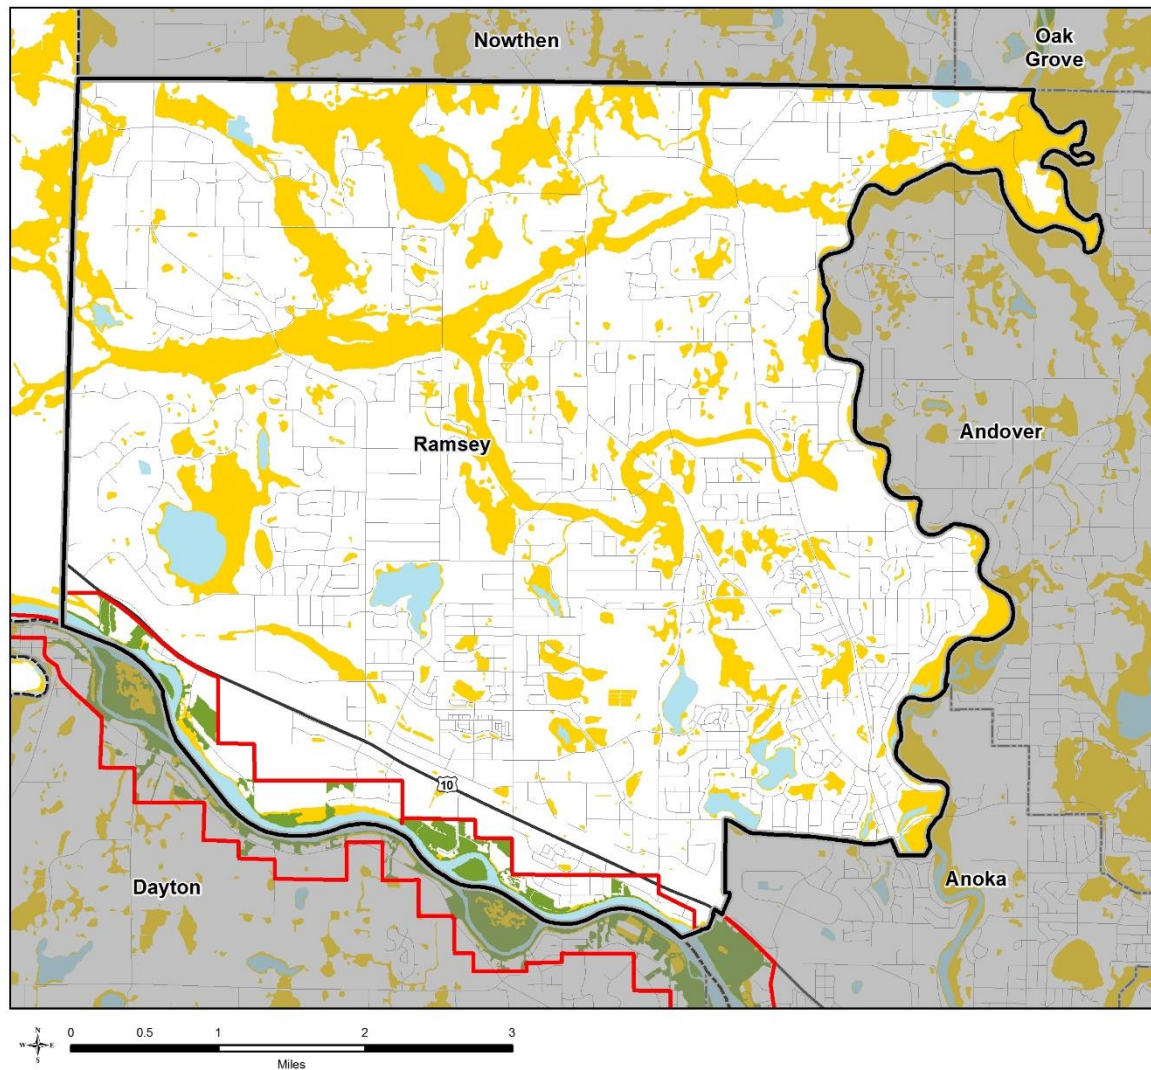 Nowthen
Oak
Grove
Ramsey
Andover
10
Dayton
Anoka
N
W E
S
0 0.5 1 2 3
Miles